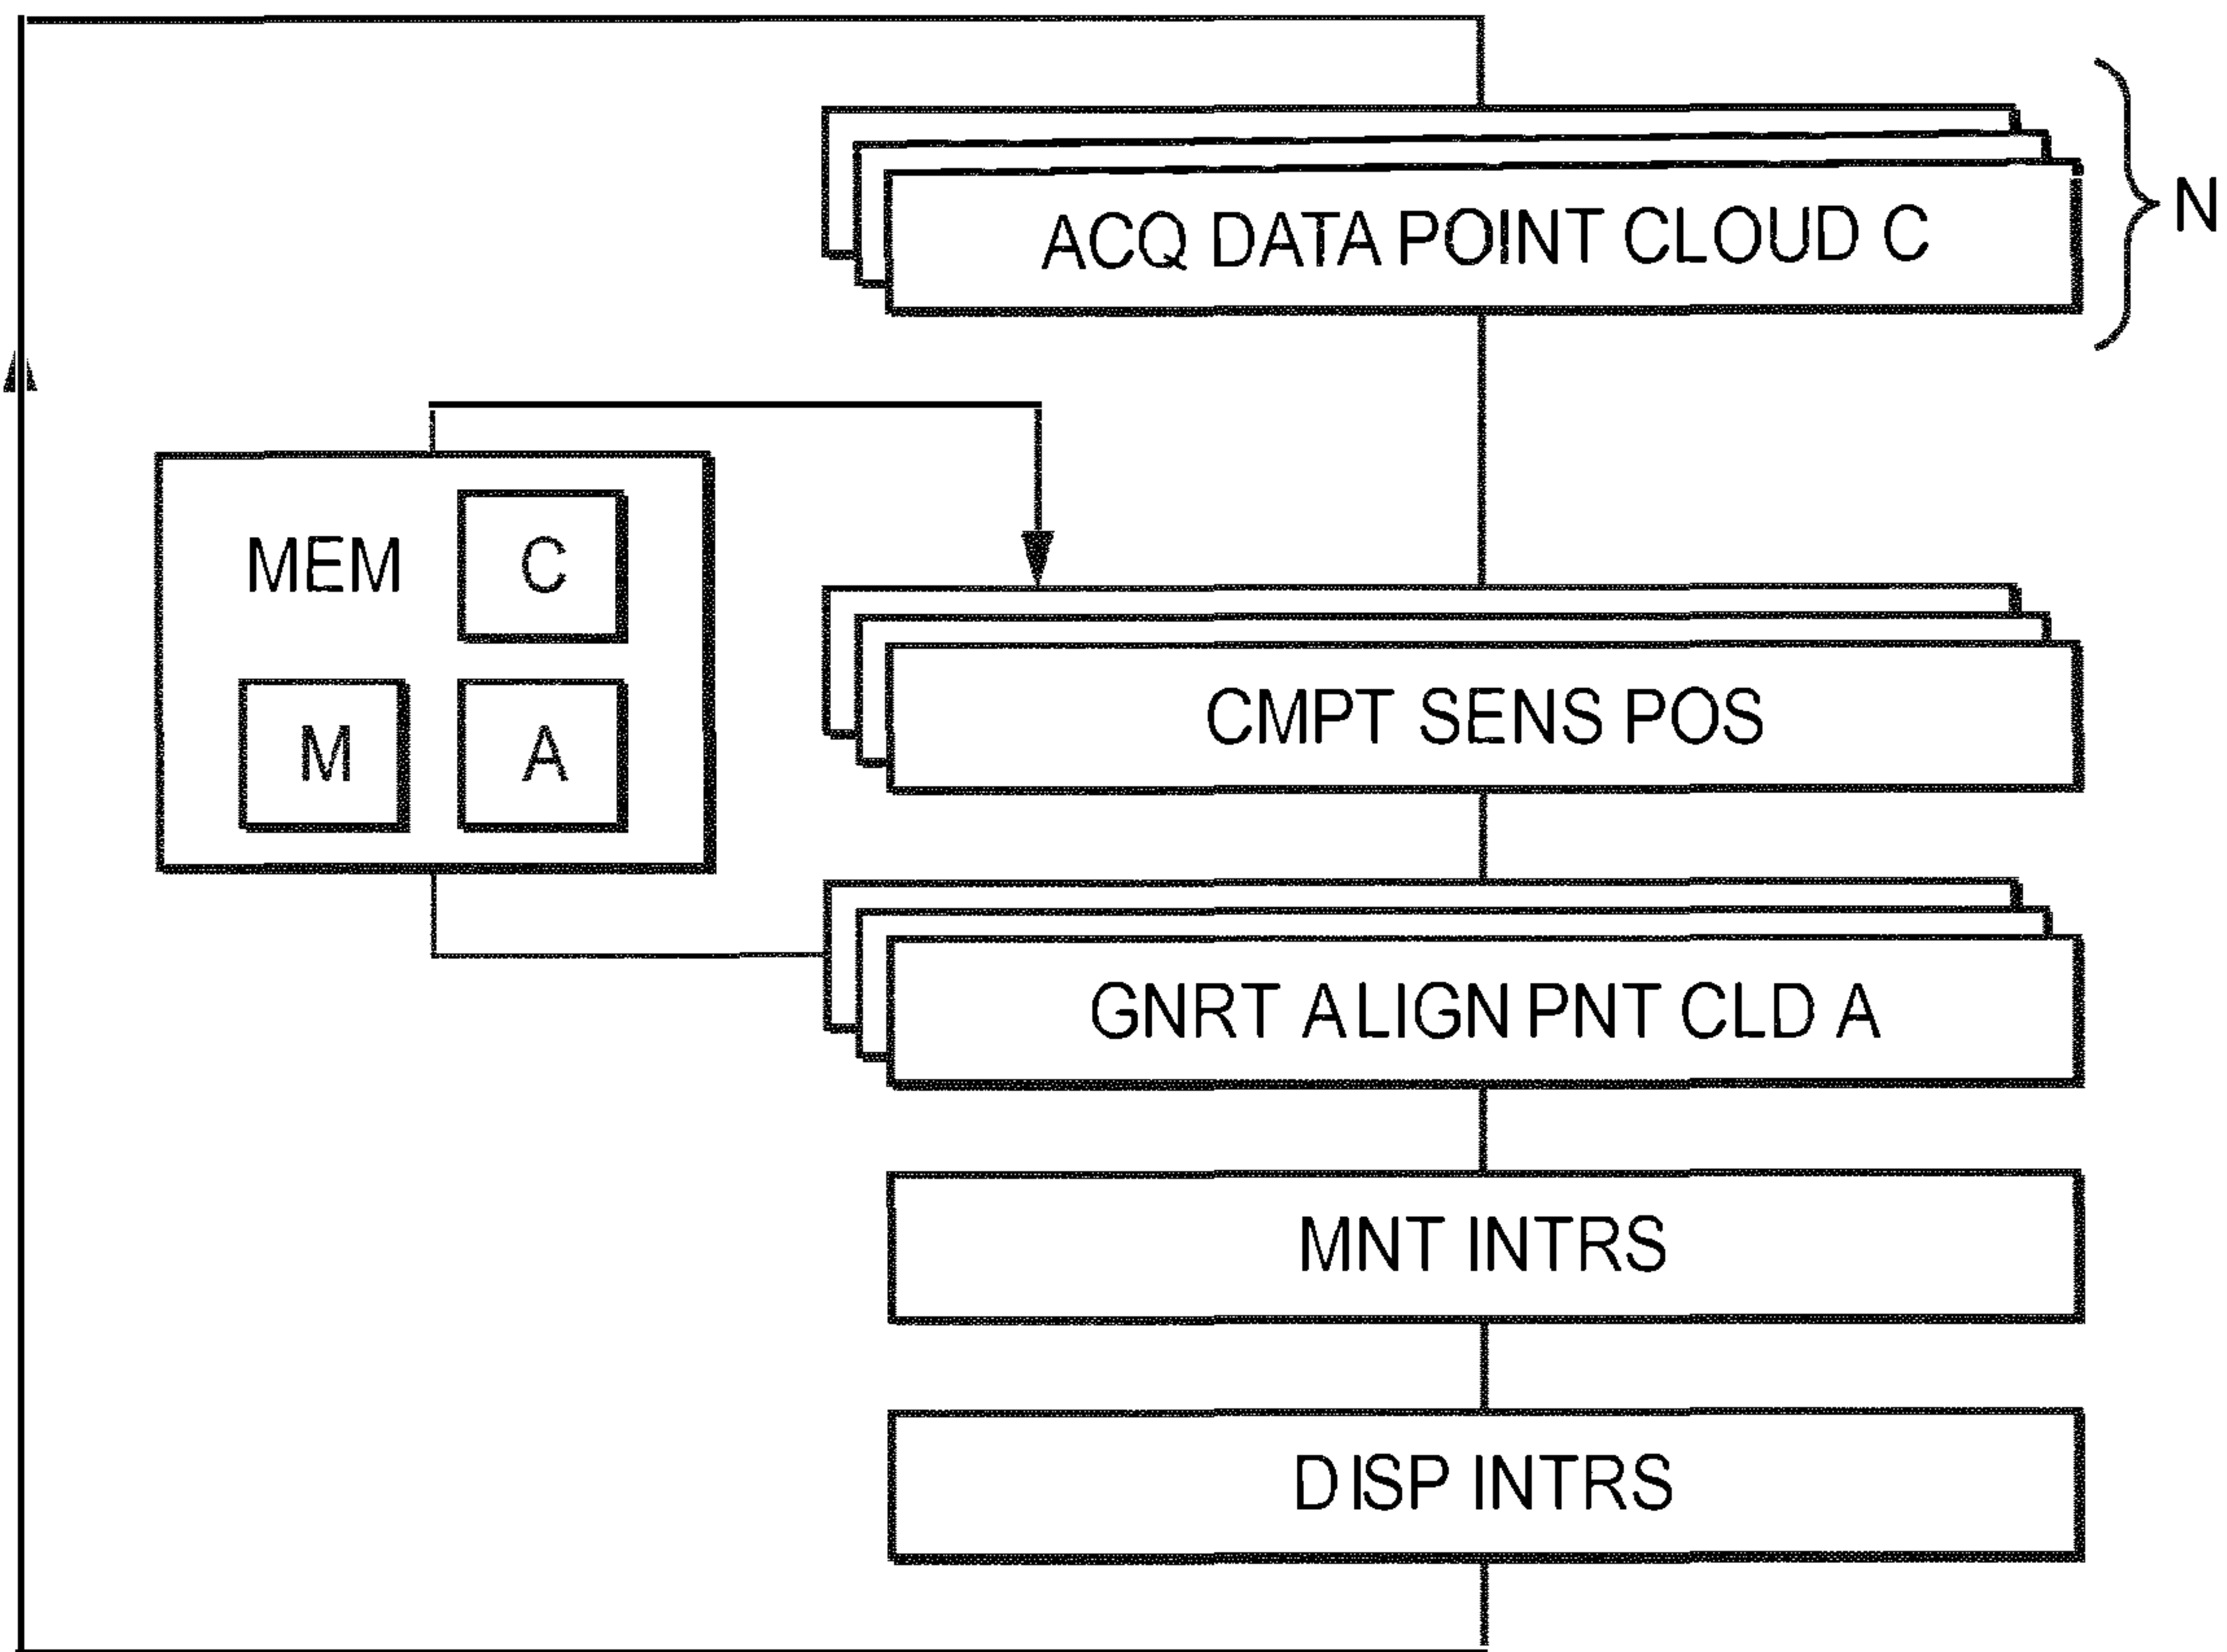 ACQ DATA POINT CLOUD C
N
MEM
C
M
A
CMPT SENS POS
GNRT ALIGN PNT CLD A
MNT INTRS
DISP INTRS